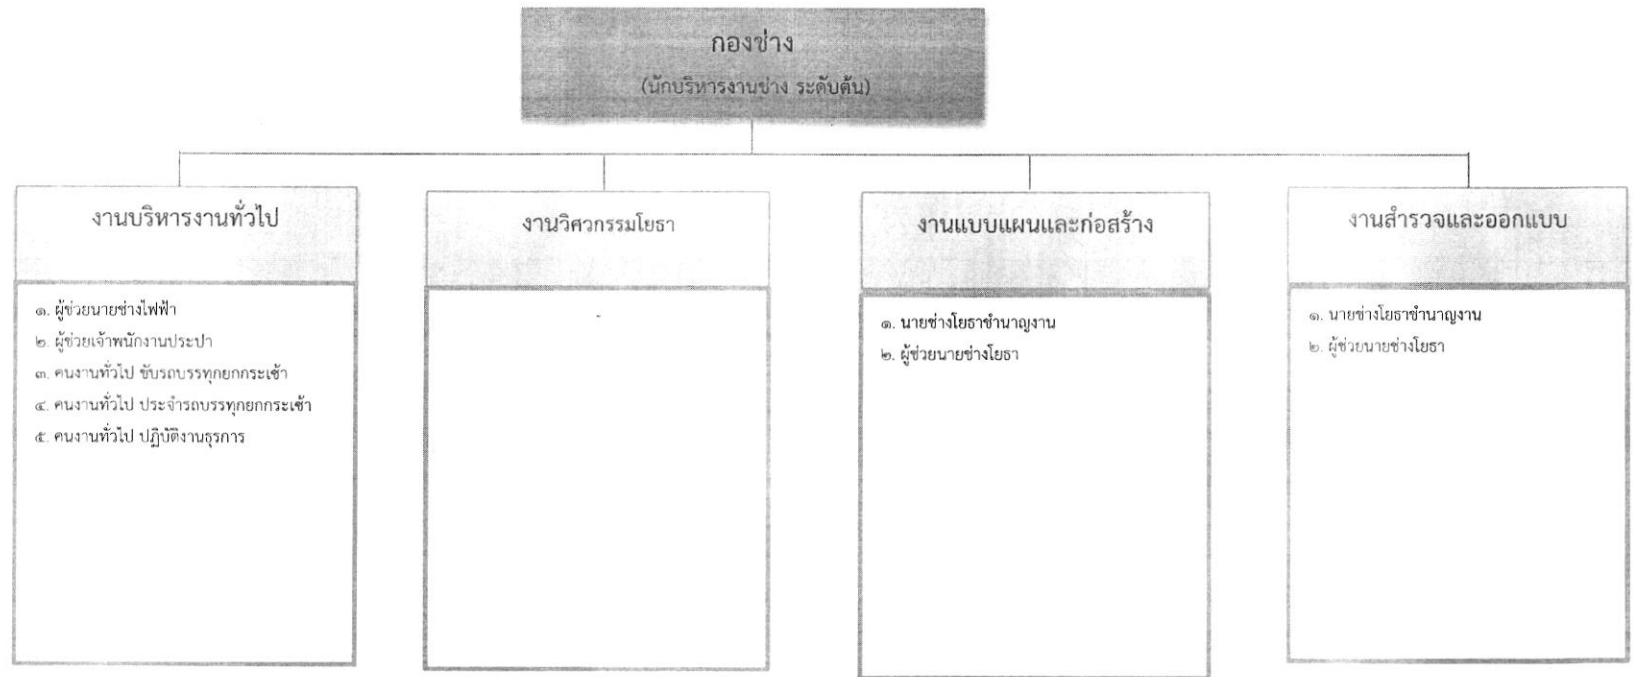 กองช่าง
(นักบริหารงานช่าง ระดับต้น)
งานบริหารงานทั่วไป
๑. ผู้ช่วยนายช่างไฟฟ้า
๒. ผู้ช่วยเจ้าพนักงานประปา
๓. คนงานทั่วไป ขับรถบรรทุกยกกระเช้า
๔. คนงานทั่วไป ประจำรถบรรทุกยกกระเช้า
๕. คนงานทั่วไป ปฏิบัติงานธุรการ
งานวิศวกรรมโยธา
-
งานแบบแผนและก่อสร้าง
๑. นายช่างโยธาชำนาญงาน
๒. ผู้ช่วยนายช่างโยธา
งานสำรวจและออกแบบ
๑. นายช่างโยธาชำนาญงาน
๒. ผู้ช่วยนายช่างโยธา